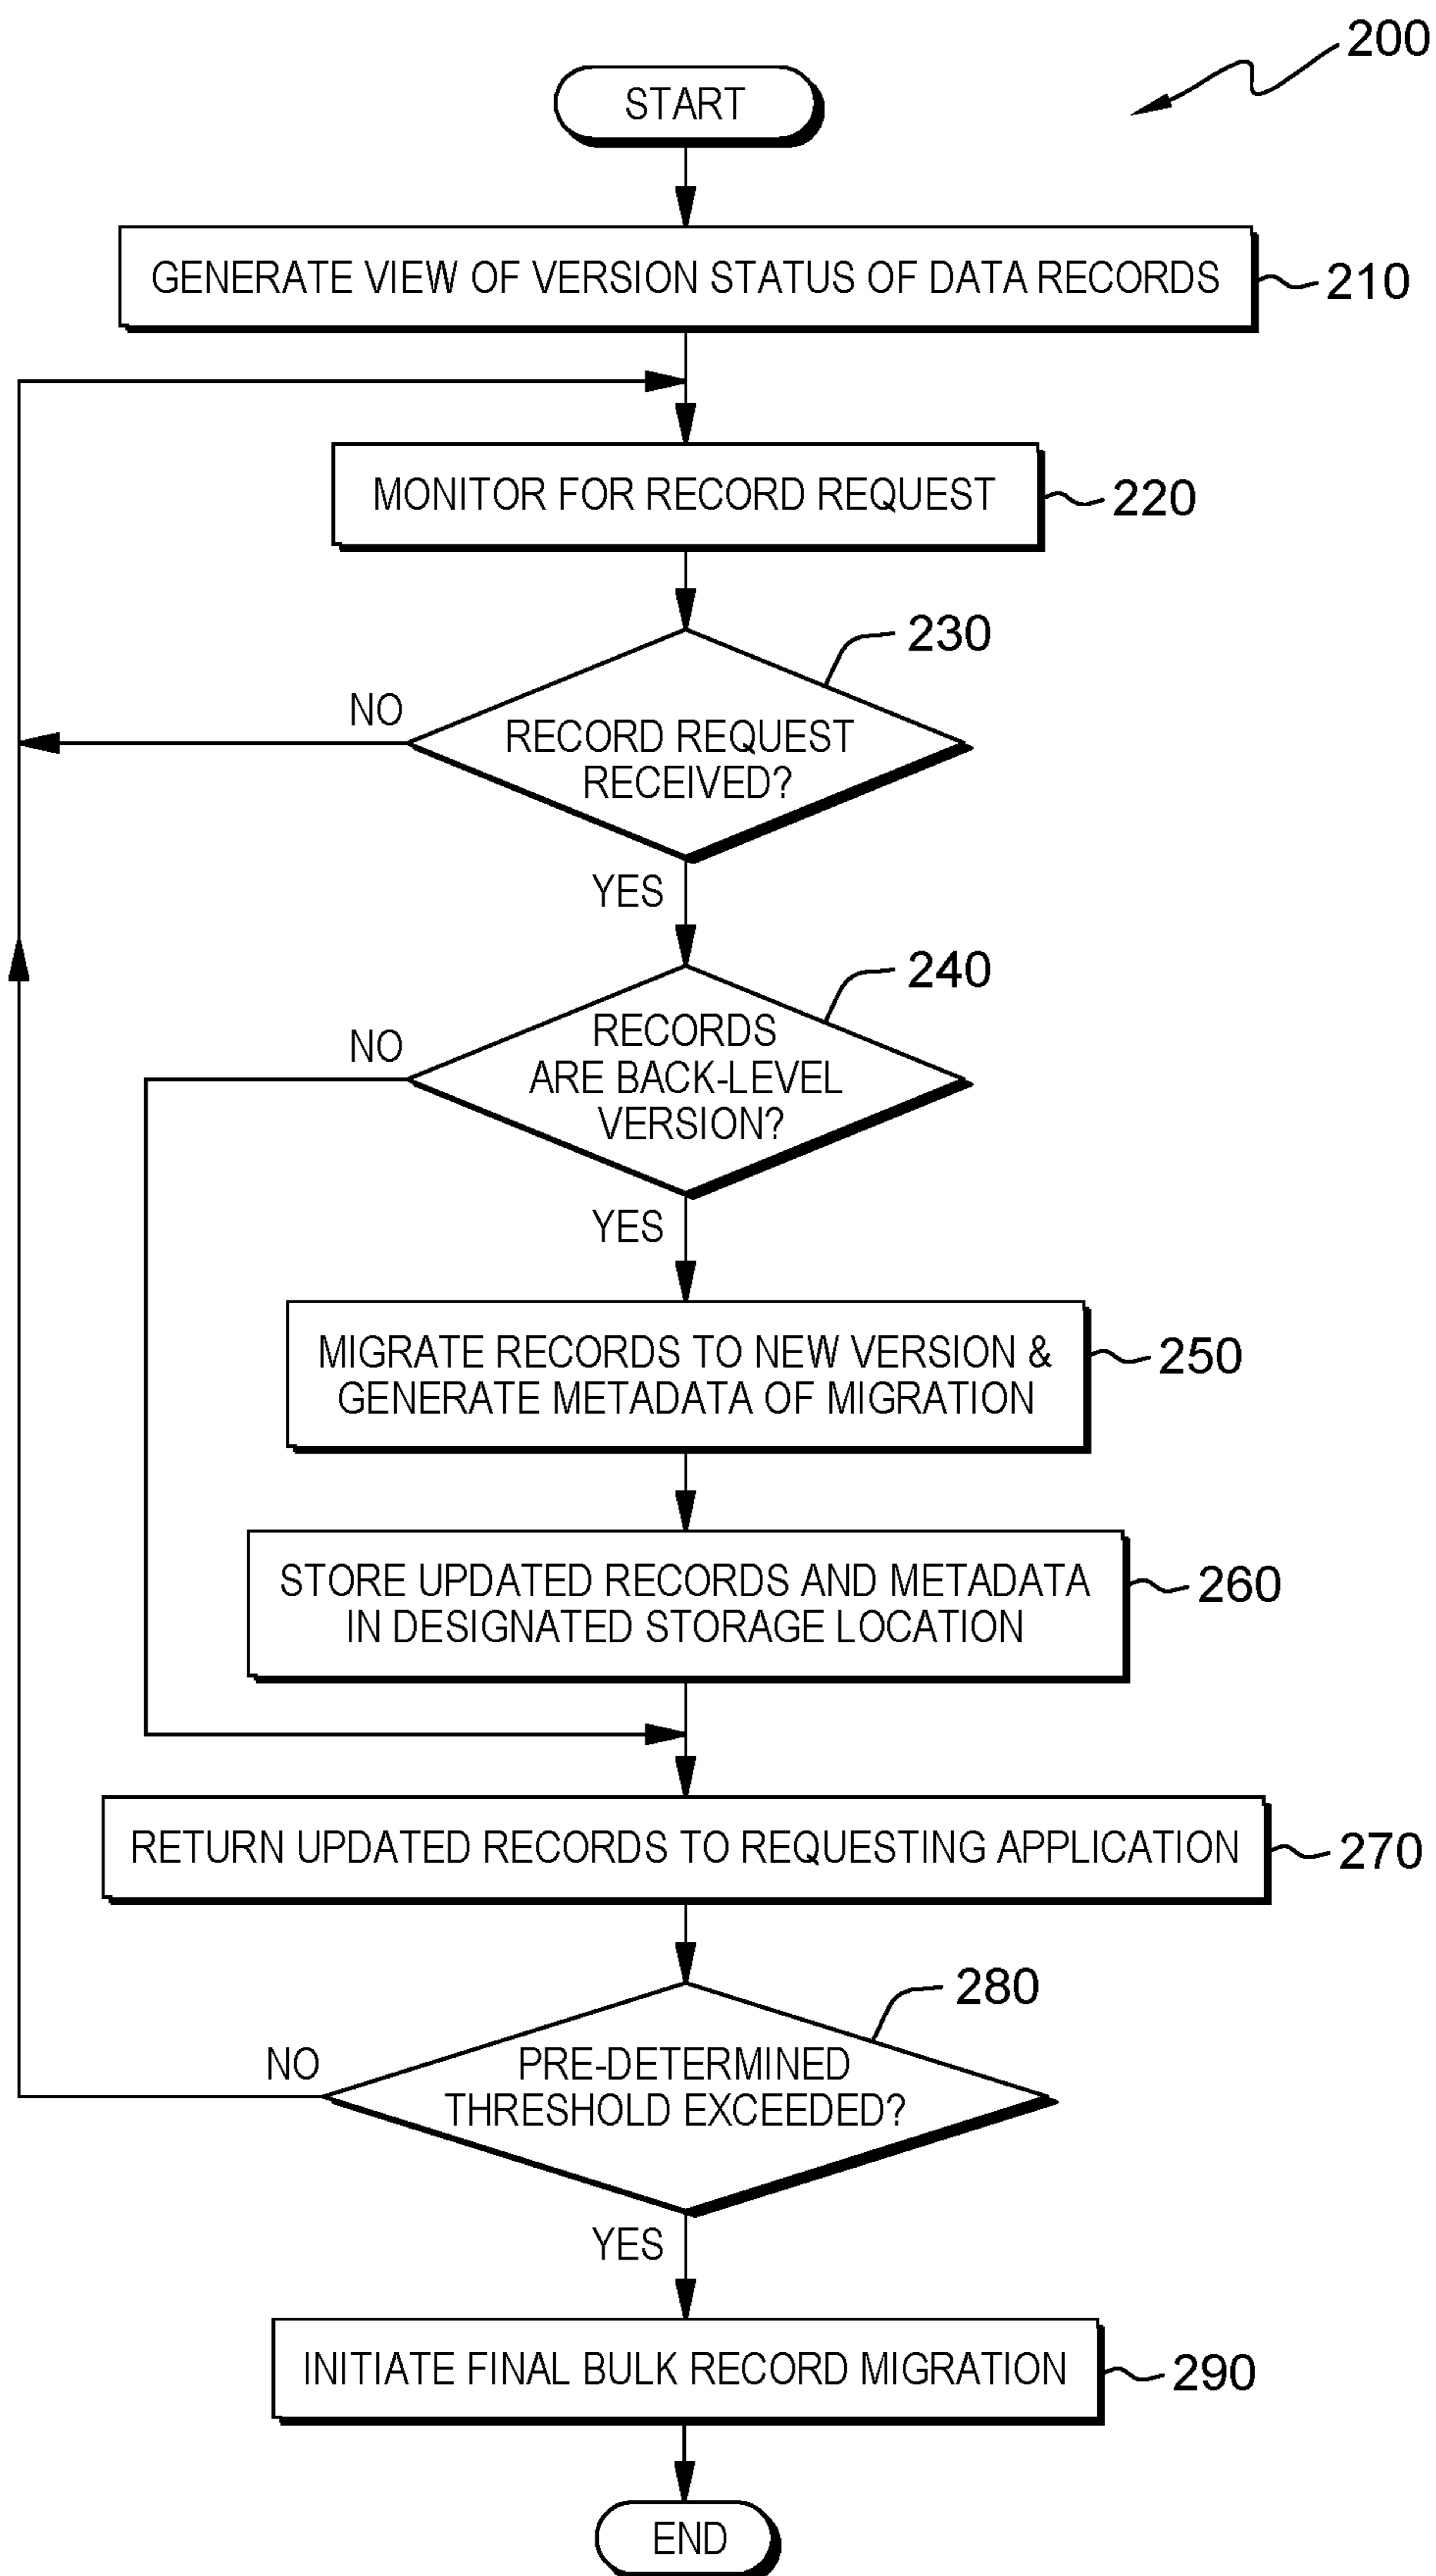 200
START
GENERATE VIEW OF VERSION STATUS OF DATA RECORDS
210
MONITOR FOR RECORD REQUEST
220
230
NO
RECORD REQUEST
RECEIVED?
YES
240
NO
RECORDS
ARE BACK-LEVEL
VERSION?
YES
MIGRATE RECORDS TO NEW VERSION &
GENERATE METADATA OF MIGRATION
250
STORE UPDATED RECORDS AND METADATA
IN DESIGNATED STORAGE LOCATION
260
RETURN UPDATED RECORDS TO REQUESTING APPLICATION
270
280
NO
PRE-DETERMINED
THRESHOLD EXCEEDED?
YES
INITIATE FINAL BULK RECORD MIGRATION
290
END